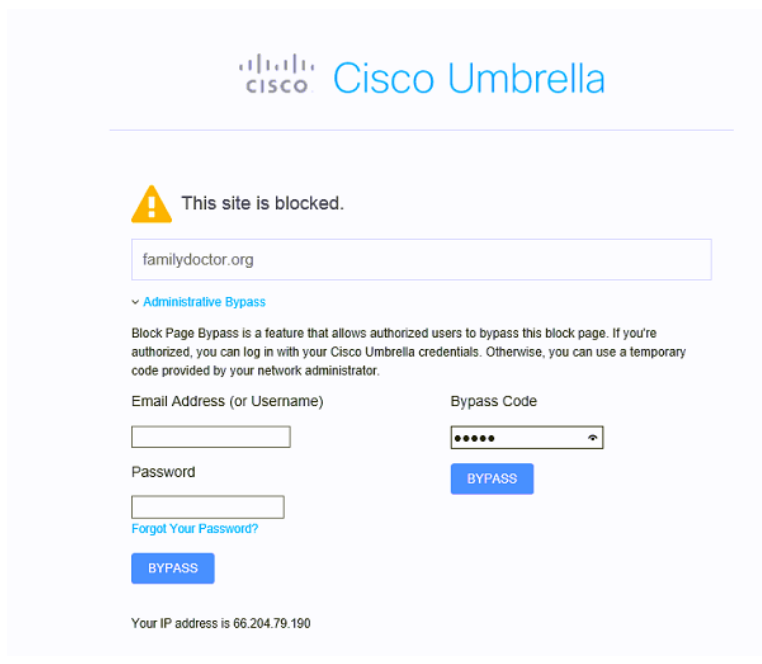 CISCO Cisco Umbrella
This site is blocked.
familydoctor.org
Administrative Bypass
Block Page Bypass is a feature that allows authorized users to bypass this block page. If you're
authorized, you can log in with your Cisco Umbrella credentials. Otherwise, you can use a temporary
code provided by your network administrator.
Email Address (or Username)
Bypass Code
●●●●●
Password
BYPASS
Forgot Your Password?
BYPASS
Your IP address is 66.204.79.190